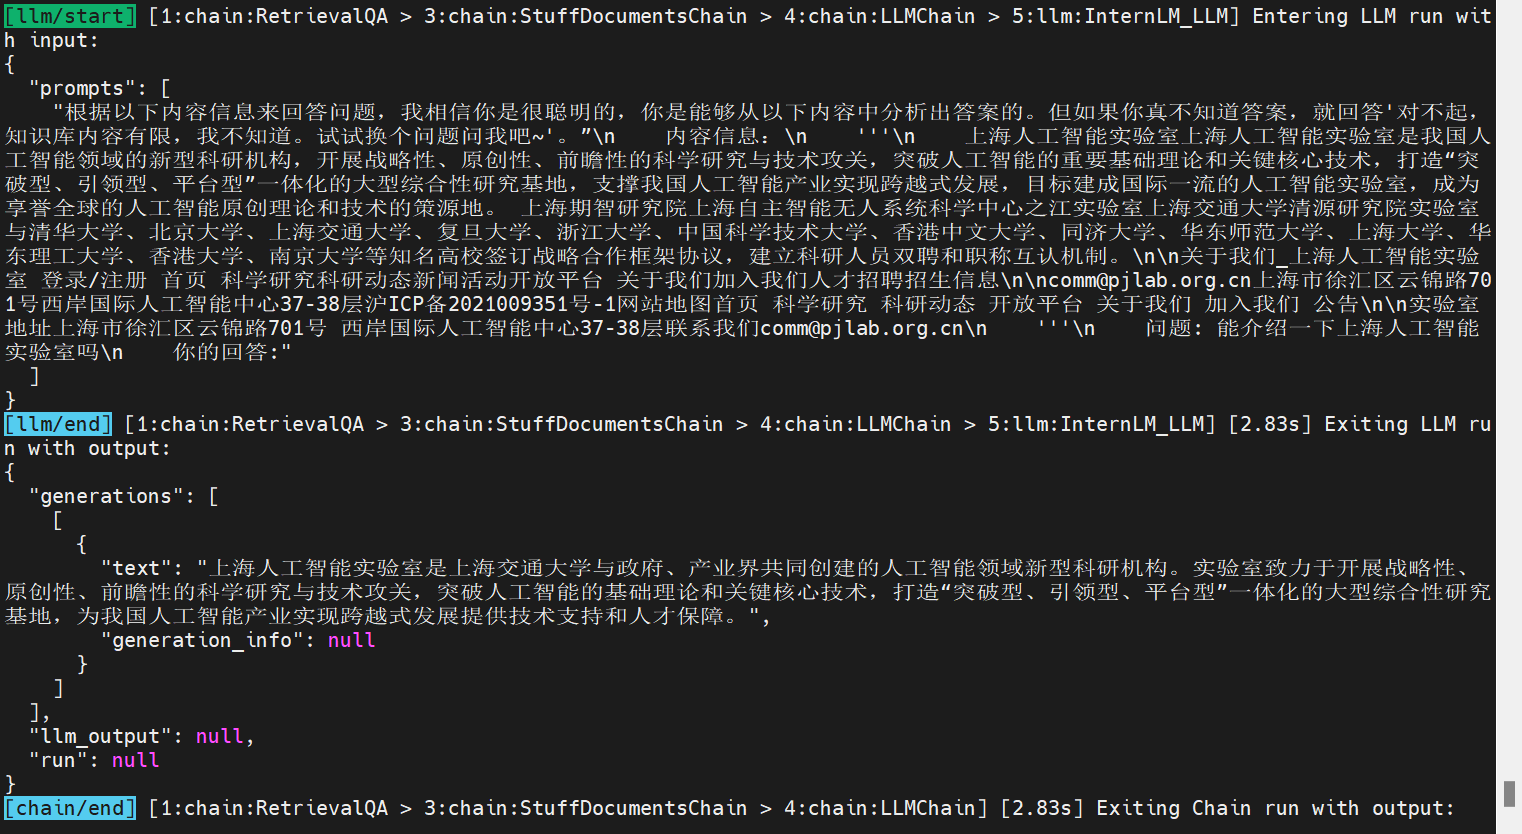 [llm/start] [1:chain:RetrievalQA > 3:chain:StuffDocumentsChain > 4:chain:LLMChain > 5:llm:InternLM_LLM] Entering LLM run wit
h input:
{
  "prompts": [
    "根据以下内容信息来回答问题，我相信你是很聪明的，你是能够从以下内容中分析出答案的。但如果你真不知道答案，就回答'对不起，
知识库内容有限，我不知道。试试换个问题问我吧~'。”\n    内容信息：\n    '''\n    上海人工智能实验室上海人工智能实验室是我国人
工智能领域的新型科研机构，开展战略性、原创性、前瞻性的科学研究与技术攻关，突破人工智能的重要基础理论和关键核心技术，打造“突
破型、引领型、平台型”一体化的大型综合性研究基地，支撑我国人工智能产业实现跨越式发展，目标建成国际一流的人工智能实验室，成为
享誉全球的人工智能原创理论和技术的策源地。 上海期智研究院上海自主智能无人系统科学中心之江实验室上海交通大学清源研究院实验室
与清华大学、北京大学、上海交通大学、复旦大学、浙江大学、中国科学技术大学、香港中文大学、同济大学、华东师范大学、上海大学、华
东理工大学、香港大学、南京大学等知名高校签订战略合作框架协议，建立科研人员双聘和职称互认机制。\n\n关于我们_上海人工智能实验
室 登录/注册 首页 科学研究科研动态新闻活动开放平台 关于我们加入我们人才招聘招生信息\n\ncomm@pjlab.org.cn上海市徐汇区云锦路70
1号西岸国际人工智能中心37-38层沪ICP备2021009351号-1网站地图首页 科学研究 科研动态 开放平台 关于我们 加入我们 公告\n\n实验室
地址上海市徐汇区云锦路701号 西岸国际人工智能中心37-38层联系我们comm@pjlab.org.cn\n    '''\n    问题: 能介绍一下上海人工智能
实验室吗\n    你的回答:"
  ]
}
[llm/end] [1:chain:RetrievalQA > 3:chain:StuffDocumentsChain > 4:chain:LLMChain > 5:llm:InternLM_LLM] [2.83s] Exiting LLM ru
n with output:
{
  "generations": [
    [
      {
        "text": "上海人工智能实验室是上海交通大学与政府、产业界共同创建的人工智能领域新型科研机构。实验室致力于开展战略性、
原创性、前瞻性的科学研究与技术攻关，突破人工智能的基础理论和关键核心技术，打造“突破型、引领型、平台型”一体化的大型综合性研究
基地，为我国人工智能产业实现跨越式发展提供技术支持和人才保障。",
        "generation_info": null
      }
    ]
  ],
  "llm_output": null,
  "run": null
}
[chain/end] [1:chain:RetrievalQA > 3:chain:StuffDocumentsChain > 4:chain:LLMChain] [2.83s] Exiting Chain run with output: